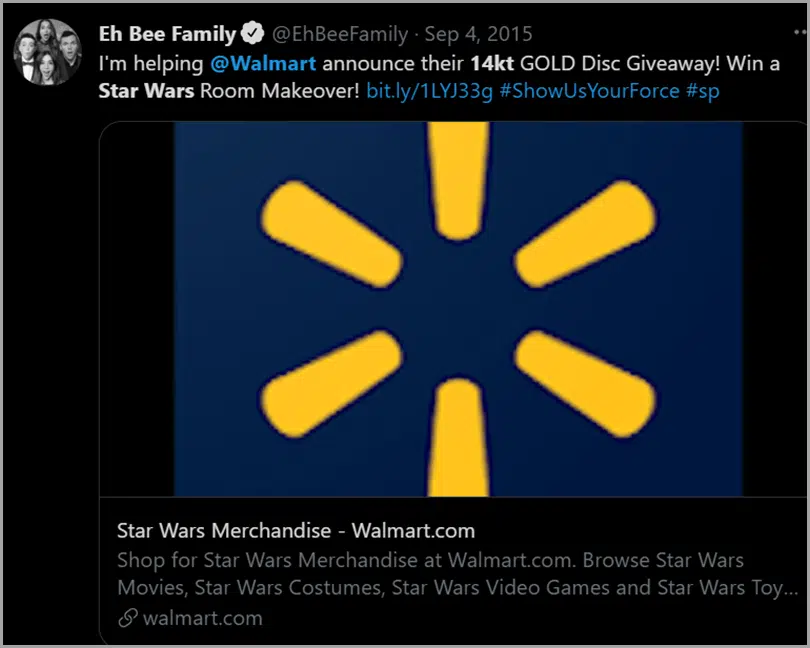 Eh Bee Family @EhBeeFamily · Sep 4, 2015
I'm helping @Walmart announce their 14kt GOLD Disc Giveaway! Win a
Star Wars Room Makeover! bit.ly/1LYJ33g #ShowUsYourForce #sp
Star Wars Merchandise - Walmart.com
Shop for Star Wars Merchandise at Walmart.com. Browse Star Wars
Movies, Star Wars Costumes, Star Wars Video Games and Star Wars Toy...
walmart.com